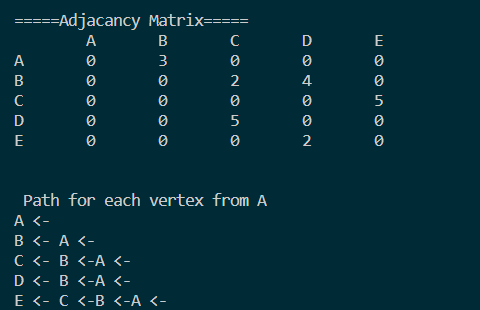 =====Adjacancy Matrix=====
A B C D E
A 0 3 0 0 0
B 0 0 2 4 0
C 0 0 0 0 5
D 0 0 5 0 0
E 0 0 0 2 0
Path for each vertex from A
A <-
B <- A <-
C <- B <-A <-
D <- B <-A <-
E <- C <-B <-A <-